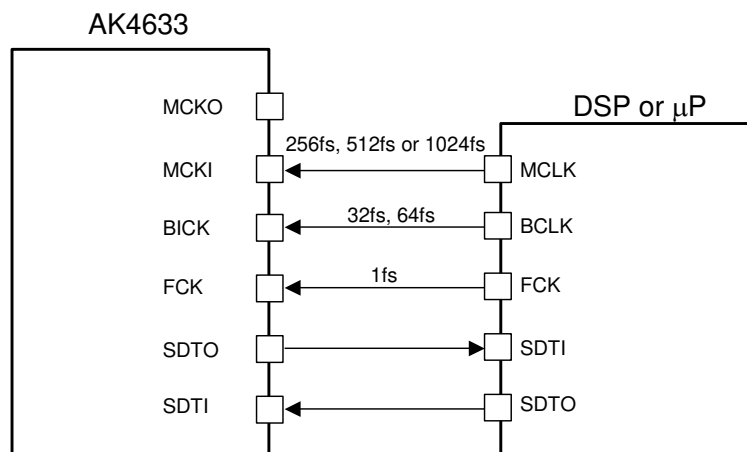 AK4633
DSP or μP
MCKO
256fs, 512fs or 1024fs
MCKI
MCLK
32fs, 64fs
BICK
BCLK
1fs
FCK
FCK
SDTO
SDTI
SDTI
SDTO